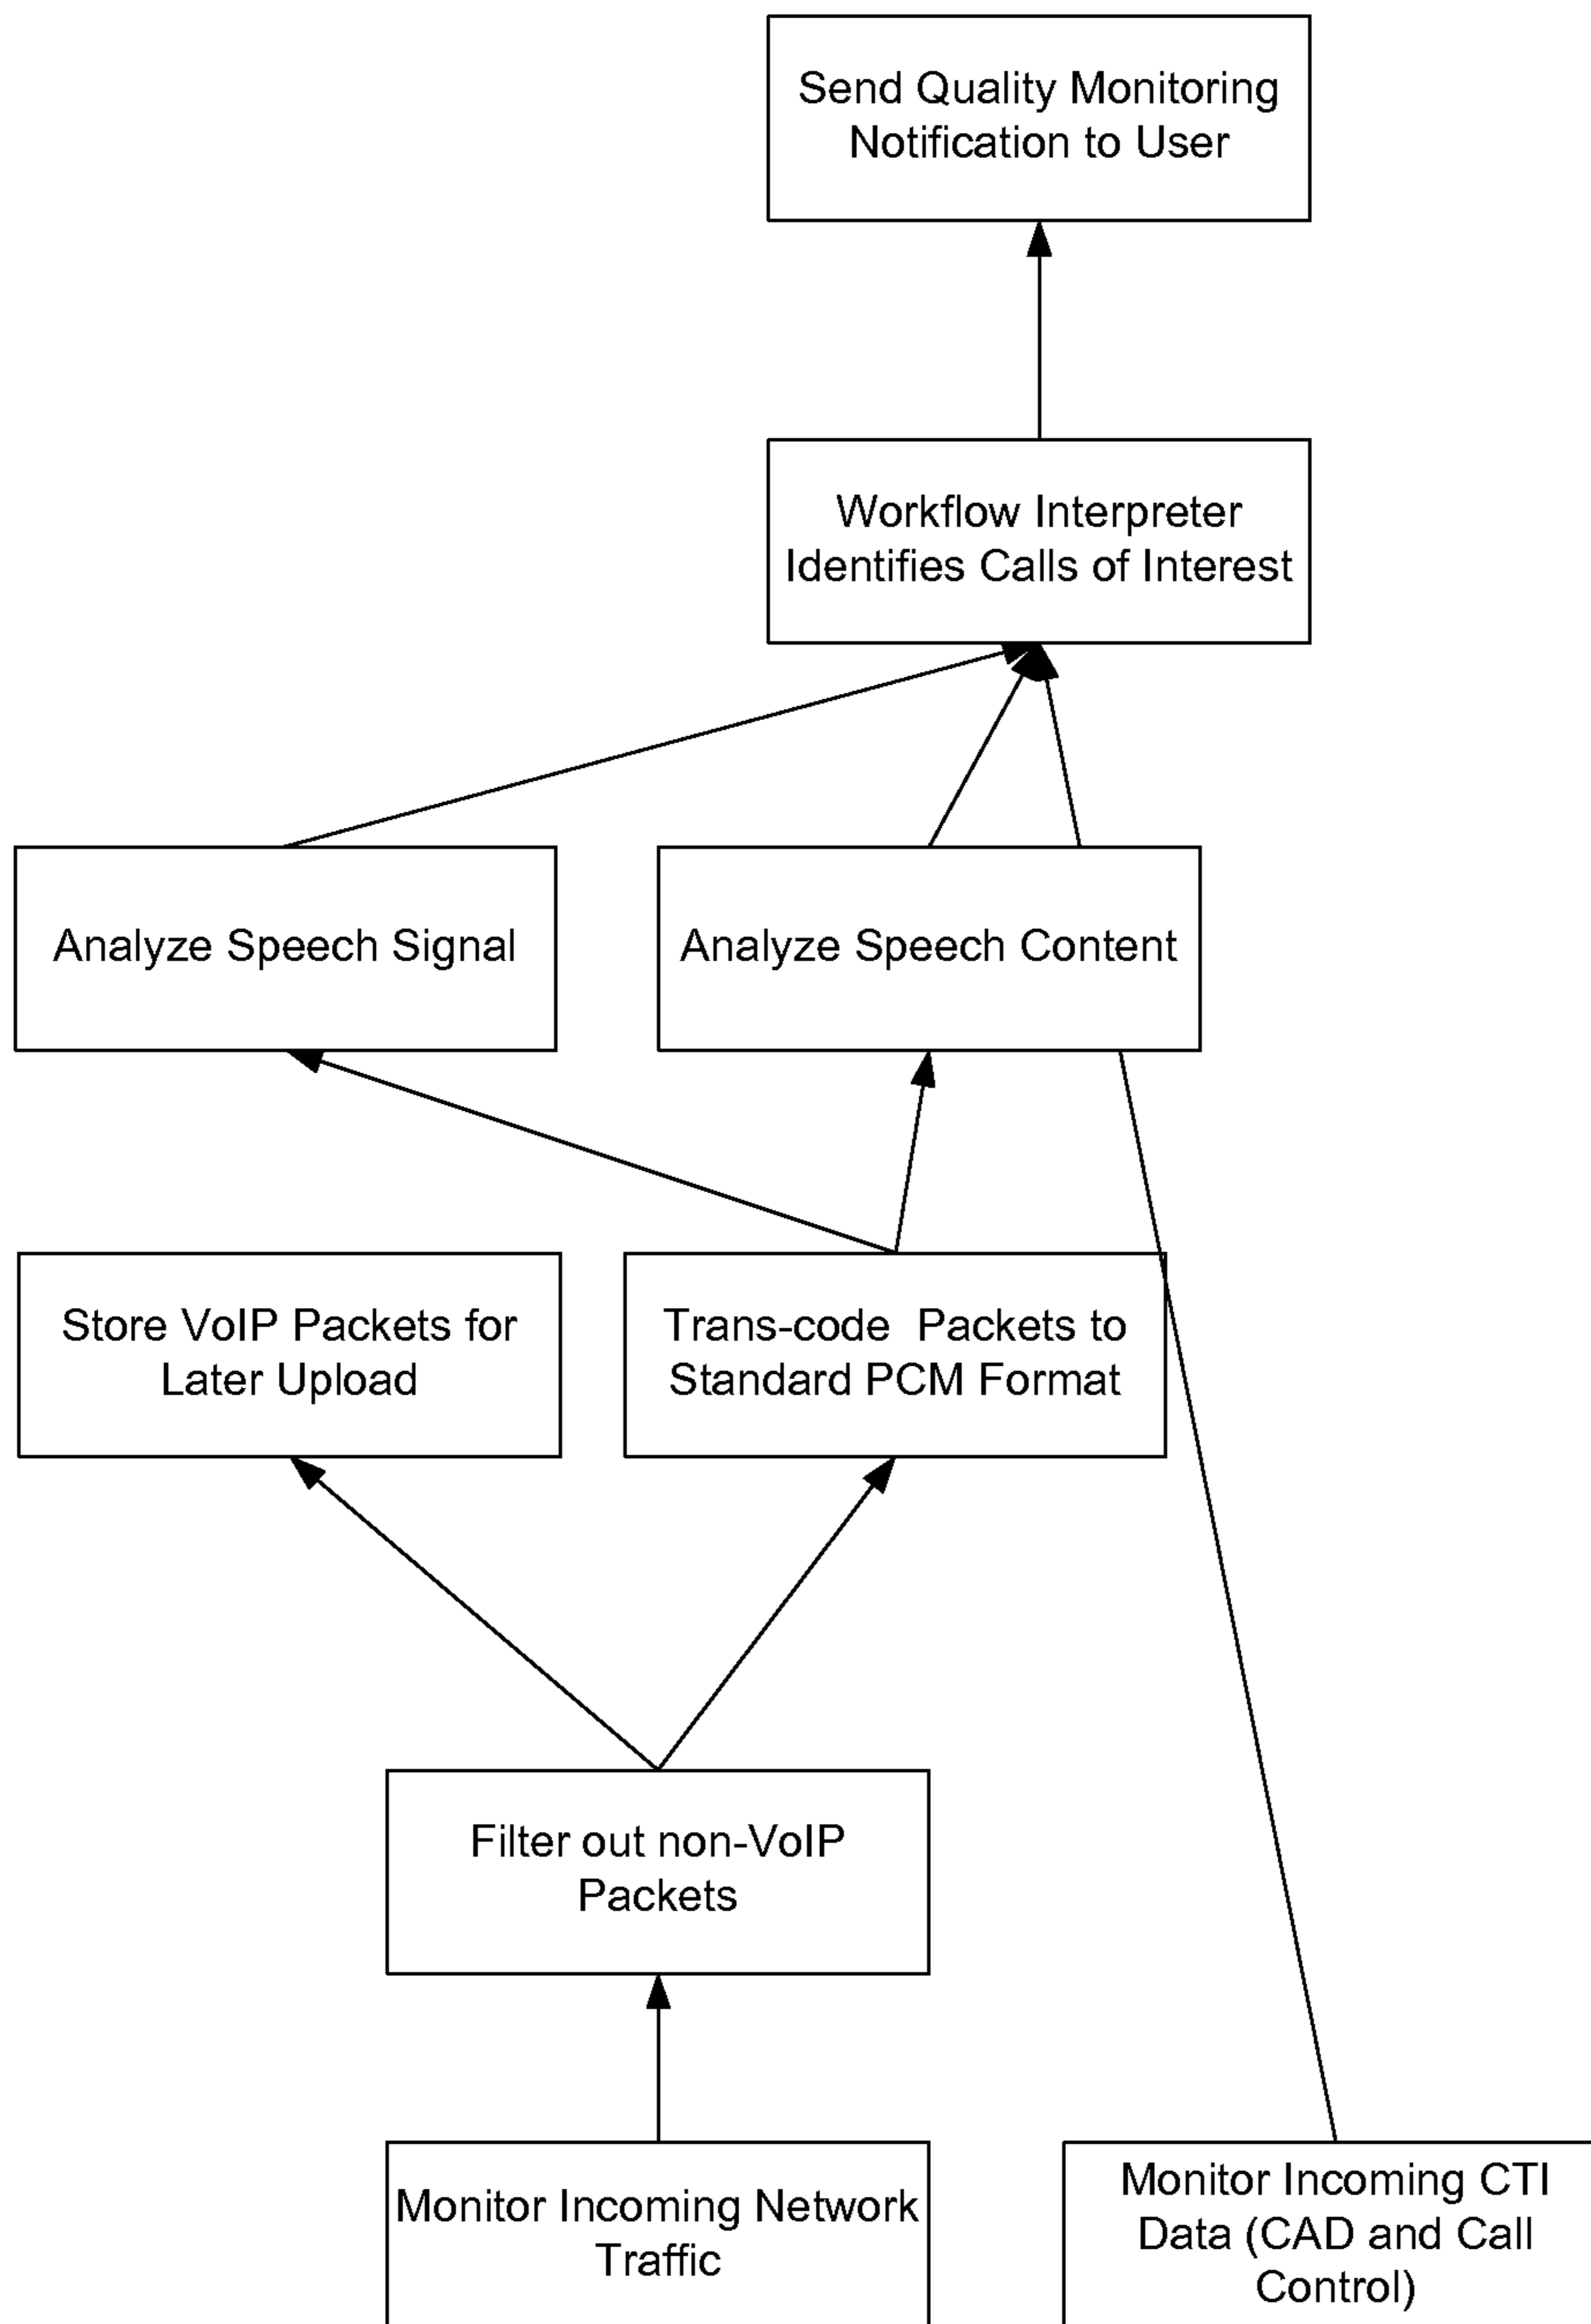 Send Quality Monitoring
Notification to User
Workflow Interpreter
Identifies Calls of Interest
Analyze Speech Signal
Analyze Speech Content
Store VoIP Packets for
Later Upload
Trans-code  Packets to
Standard PCM Format
Filter out non-VoIP
Packets
Monitor Incoming Network
Traffic
Monitor Incoming CTI
Data (CAD and Call
Control)